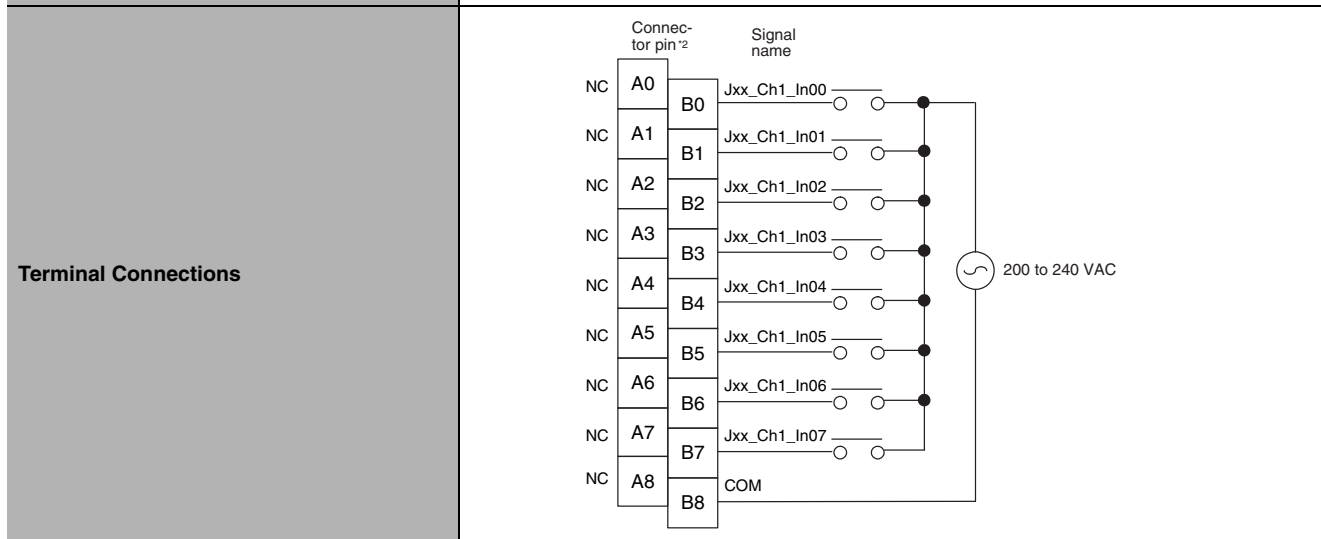 Terminal Connections
Connec-
tor pin*2
Signal
name
NC A0
B0 Jxx_Ch1_In00
NC A1
B1 Jxx_Ch1_In01
NC A2
B2 Jxx_Ch1_In02
NC A3
B3 Jxx_Ch1_In03
NC A4
B4 Jxx_Ch1_In04
NC A5
B5 Jxx_Ch1_In05
NC A6
B6 Jxx_Ch1_In06
NC A7
B7 Jxx_Ch1_In07
NC A8
B8 COM
200 to 240 VAC